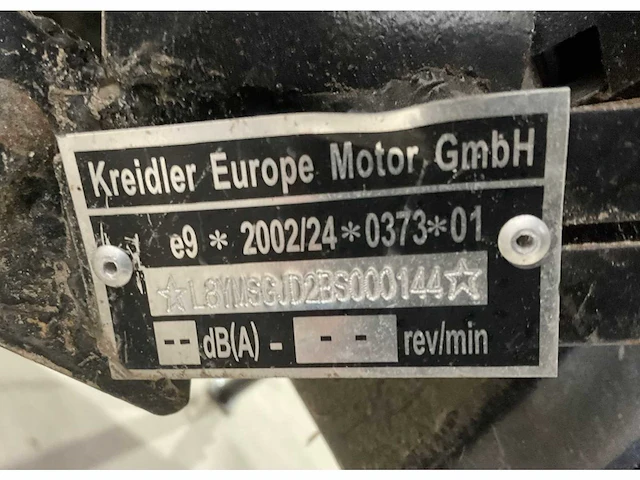 Kreidler Europe Motor GmbH
e9 * 2002/24 * 0373 * 01
☆L8YMSGJD2BS000144☆
-- dB(A) - -- rev/min